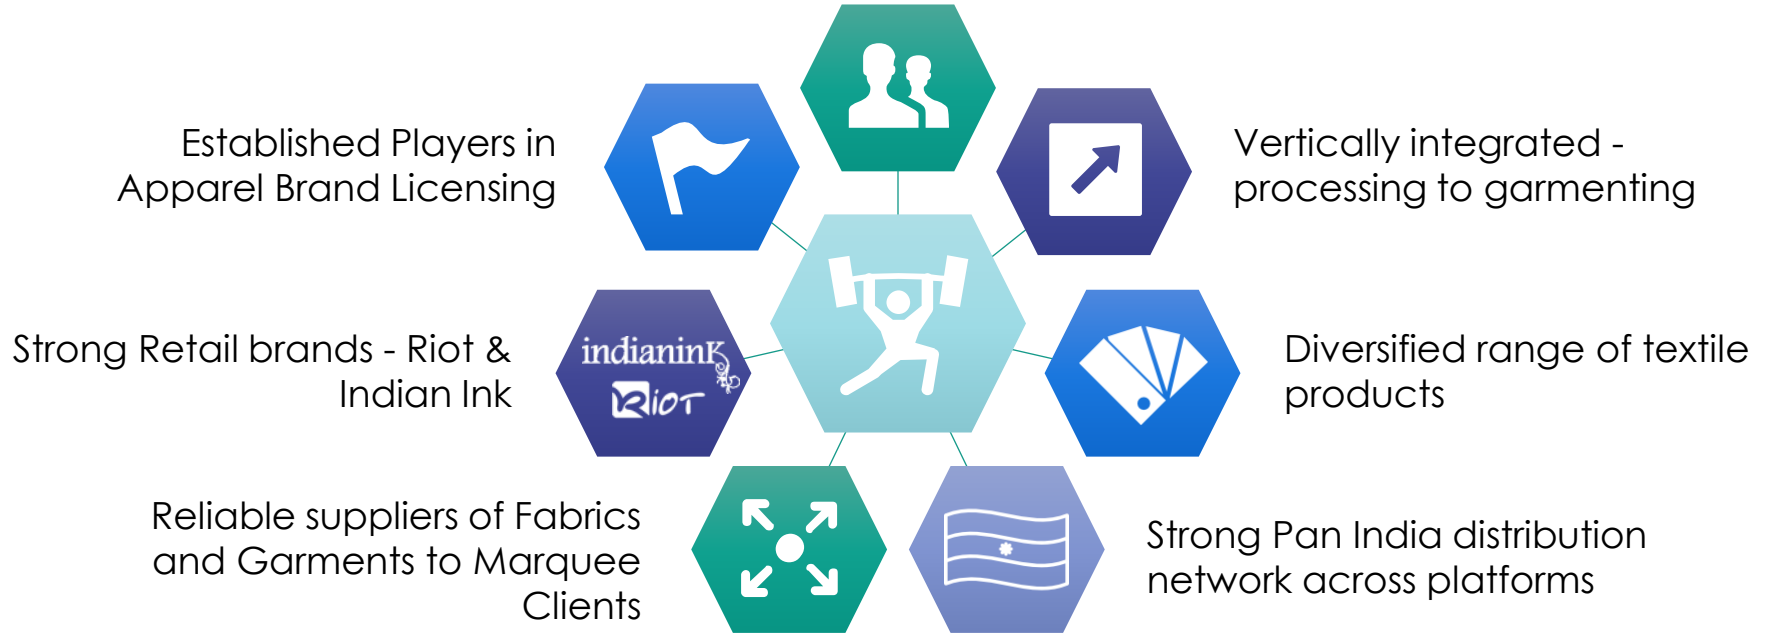 Established Players in
Apparel Brand Licensing
Vertically integrated -
processing to garmenting
Strong Retail brands - Riot &
Indian Ink
indianink
RIOT
Diversified range of textile
products
Reliable suppliers of Fabrics
and Garments to Marquee
Clients
Strong Pan India distribution
network across platforms